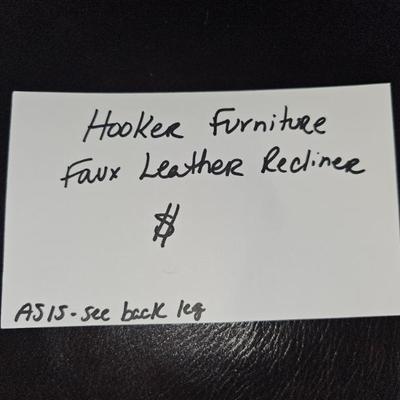 Hooker Furniture
Faux Leather Recliner
$
ASIS - see back leg